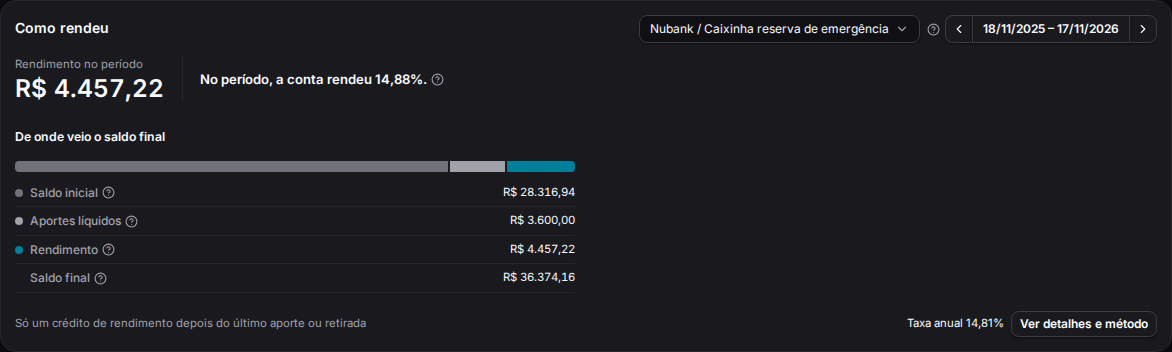 Como rendeu
Nubank / Caixinha reserva de emergência
18/11/2025 – 17/11/2026
Rendimento no período
R$ 4.457,22
No período, a conta rendeu 14,88%.
De onde veio o saldo final
Saldo inicial R$ 28.316,94
Aportes líquidos R$ 3.600,00
Rendimento R$ 4.457,22
Saldo final R$ 36.374,16
Só um crédito de rendimento depois do último aporte ou retirada
Taxa anual 14,81%
Ver detalhes e método